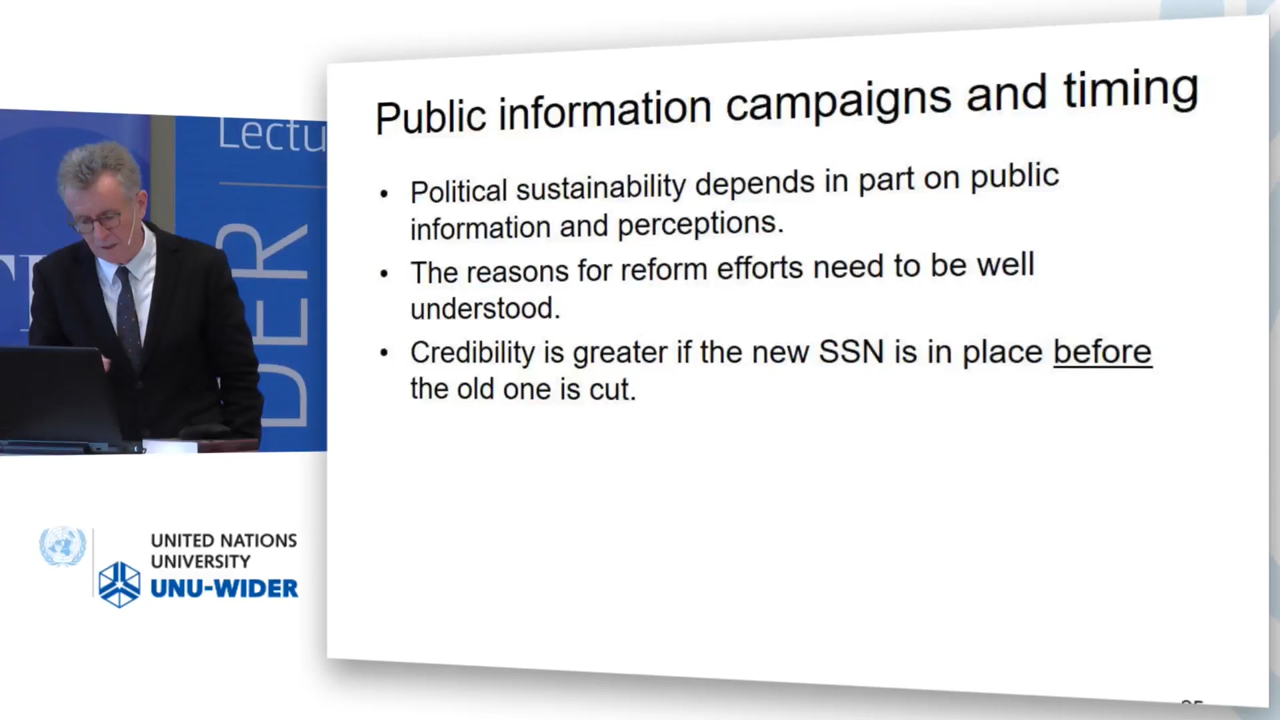 Public information campaigns and timing
• Political sustainability depends in part on public
information and perceptions.
• The reasons for reform efforts need to be well
understood.
• Credibility is greater if the new SSN is in place before
the old one is cut.
Lectu
DER
UNITED NATIONS
UNIVERSITY
UNU-WIDER